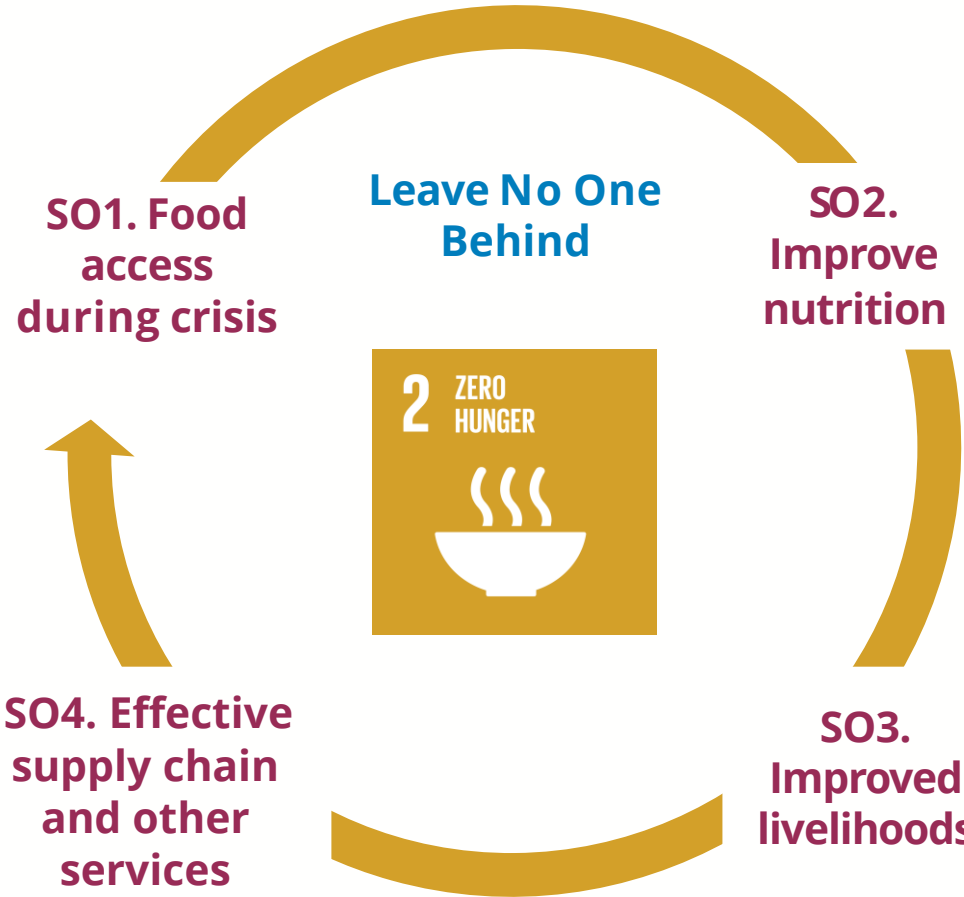 Leave No One
Behind
SO1. Food
access
during crisis
SO2.
Improve
nutrition
2 ZERO
HUNGER
SO3.
Improved
livelihoods
SO4. Effective
supply chain
and other
services